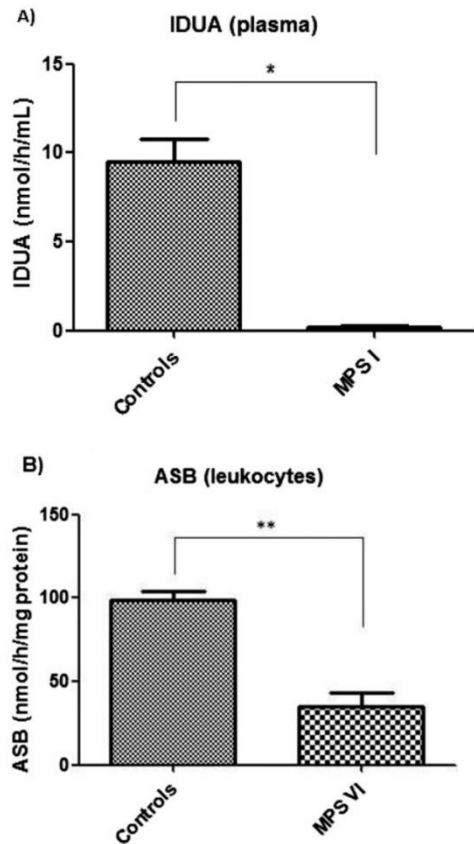 A)
IDUA (plasma)
IDUA (nmol/h/mL)
15
10
5
0
*
Controls
MPS I
B)
ASB (leukocytes)
ASB (nmol/h/mg protein)
150
100
50
0
**
Controls
MPS VI